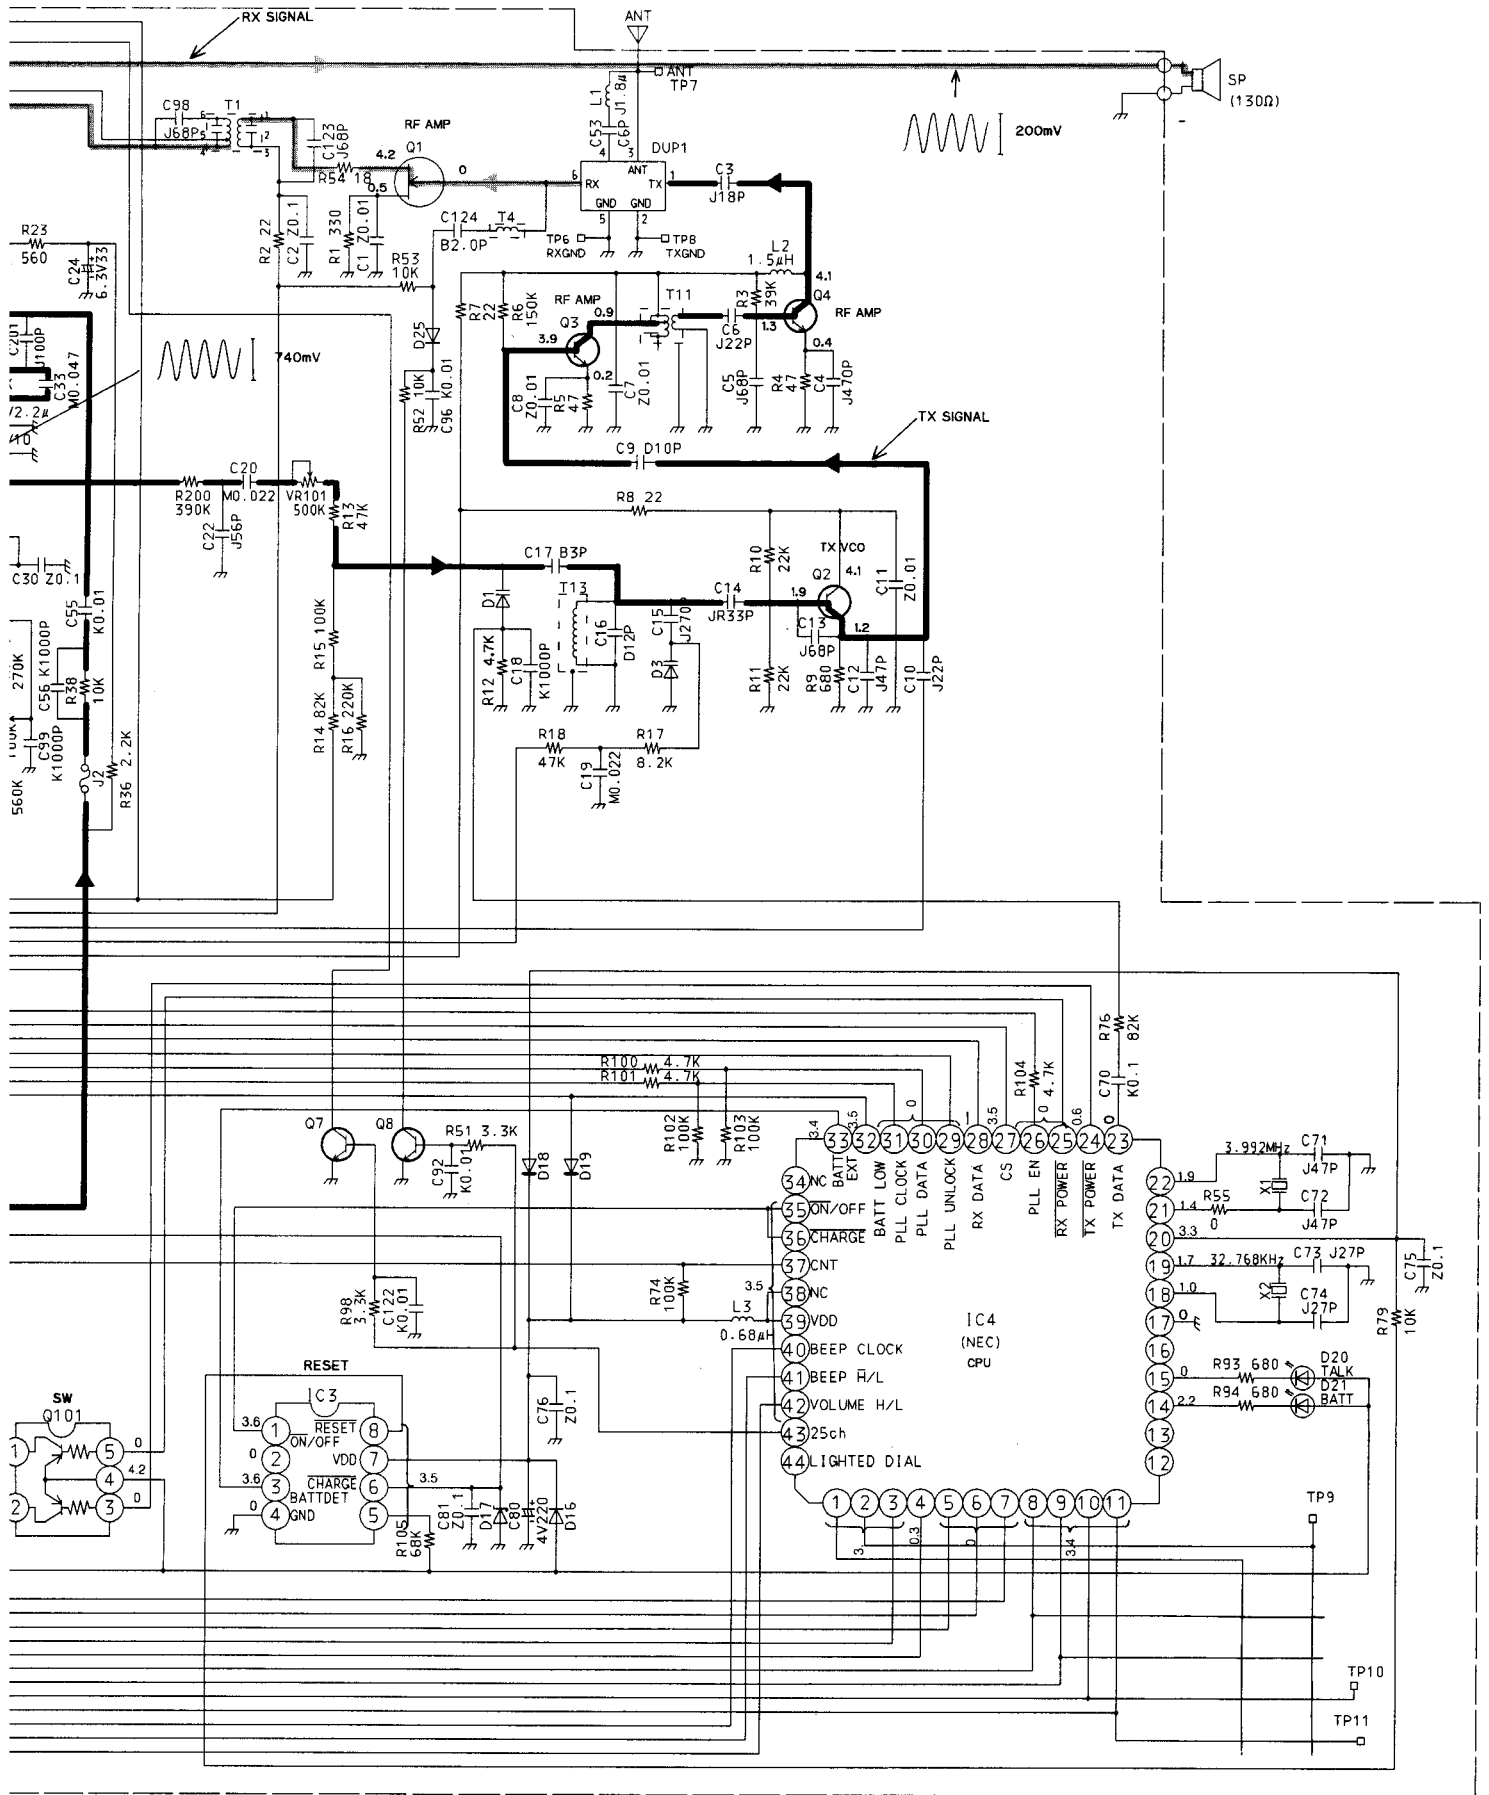 RX SIGNAL
ANT
ANT
TP7
SP
(130Ω)
200mV
C98
J68P
T1
6
5
4
1
2
3
C123
J68P
RF AMP
Q1
4.2
0
0.5
R54 18
L1
J1.8μ
C53
C6P
DUP1
4
3
ANT
6
RX
TX
1
GND
GND
5
2
C3
J18P
TP6
RXGND
TP8
TXGND
C124
B2.0P
T4
R23
560
C24
6.3V33
R2 22
C2 Z0.1
R1 330
C1 Z0.01
R53
10K
L2
1.5μH
4.1
Q4
RF AMP
R3
39K
1.3
0.4
C6
J22P
T11
RF AMP
0.9
Q3
3.9
0.2
R7
22
R6
150K
C8
Z0.01
R5
47
C7
Z0.01
C5
J68P
R4
47
C4
J470P
D25
R52 10K
C96 K0.01
C201
J100P
C33
M0.047
740mV
V2.2μ
TX SIGNAL
C9 D10P
C20
R200
390K
M0.022
VR101
500K
C22
J56P
R13
47K
R8 22
R10
22K
TX VCO
Q2
4.1
1.9
1.2
C11
Z0.01
C17 B3P
T13
D1
C14
JR33P
C15
J270P
C16
D12P
C13
J68P
D3
R12 4.7K
C18
K1000P
R11
22K
R9
680
C12
J47P
C10
J22P
C30 Z0.1
C55
K0.01
C56 K1000P
R38
10K
270K
C99
K1000P
560K
J2
R36 2.2K
R15 100K
R14 82K
R16 220K
R18
47K
R17
8.2K
C19
M0.022
R76
82K
C70
K0.1
R100 4.7K
R101 4.7K
R104
4.7K
R102
100K
R103
100K
Q7
Q8
R51 3.3K
C92
K0.01
D18
D19
3.4
3.5
0
1
3.5
0
0.6
0
33 32 31 30 29 28 27 26 25 24 23
BATT
EXT
BATT LOW
PLL CLOCK
PLL DATA
PLL UNLOCK
RX DATA
CS
PLL EN
RX POWER
TX POWER
TX DATA
34 NC
35 ON/OFF
36 CHARGE
37 CNT
38 NC
39 VDD
40 BEEP CLOCK
41 BEEP H̄/L
42 VOLUME H/L
43 25ch
44 LIGHTED DIAL
3.5
IC4
(NEC)
CPU
22 1.9
21 1.4
20 3.3
19 1.7
18 1.0
17 0
16
15 0
14 2.2
13
12
3.992MHz
X1
C71
J47P
R55
0
C72
J47P
32.768KHz
X2
C73 J27P
C74
J27P
C75
Z0.1
R79
10K
R93 680
D20
TALK
R94 680
D21
BATT
R98
3.3K
C122
K0.01
R74
100K
L3
0.68μH
RESET
IC3
3.6
1
ON/OFF
RESET
8
0
2
VDD
7
3.6
3
BATTDET
CHARGE
6
3.5
0
4
GND
5
SW
Q101
1
5
0
4
4.2
2
3
0
C76
Z0.1
R105
68K
C81
Z0.1
D17
C80
4V220
D16
1 2 3 4 5 6 7 8 9 10 11
3.
0.3
0
3.4
TP9
TP10
TP11